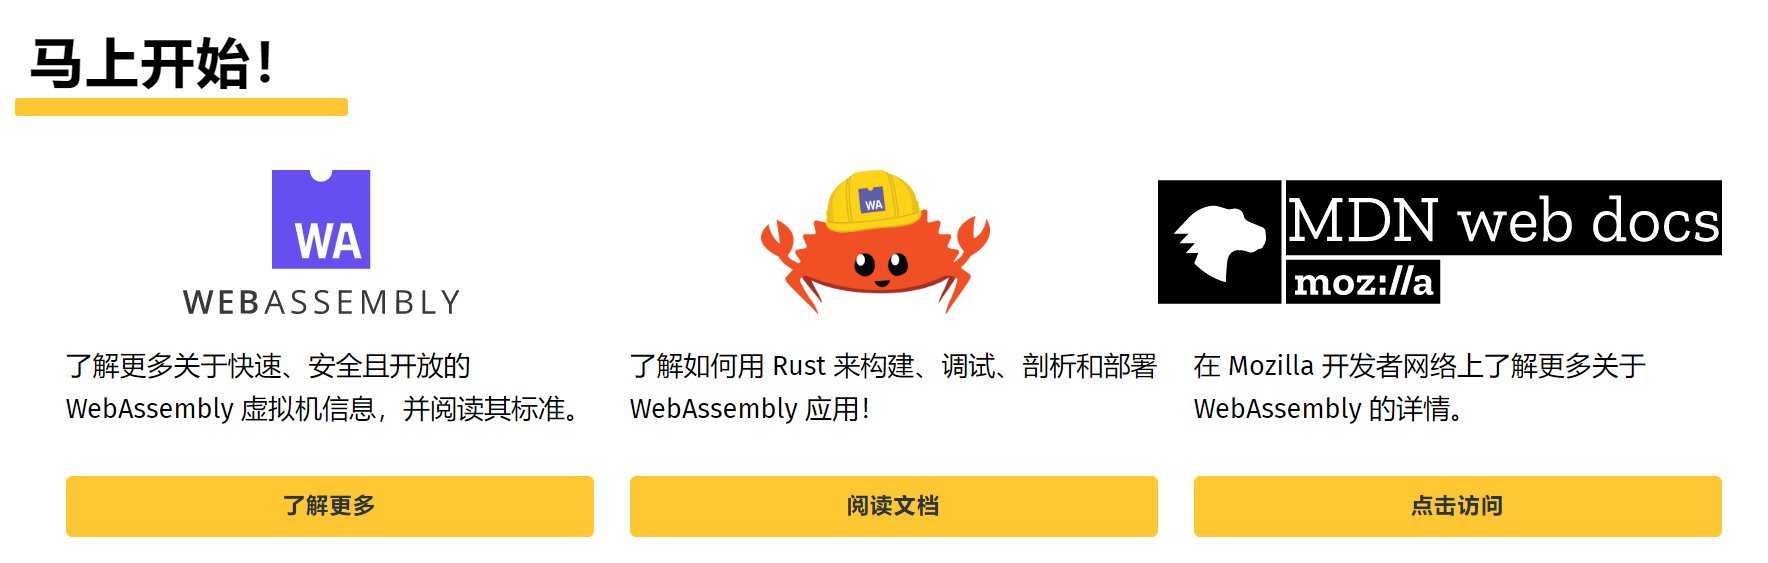 马上开始！
WA
WEBASSEMBLY
了解更多关于快速、安全且开放的
WebAssembly 虚拟机信息，并阅读其标准。
了解更多
WA
了解如何用 Rust 来构建、调试、剖析和部署
WebAssembly 应用！
阅读文档
MDN web docs
moz://a
在 Mozilla 开发者网络上了解更多关于
WebAssembly 的详情。
点击访问